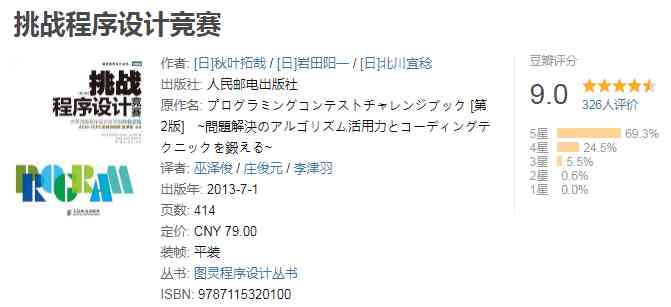 挑战程序设计竞赛
挑战
程序设计竞赛
PROGRAM
作者: [日]秋叶拓哉 / [日]岩田阳一 / [日]北川宜稔
出版社: 人民邮电出版社
原作名: プログラミングコンテストチャレンジブック [第
2版] ~問題解決のアルゴリズム活用力とコーディングテ
クニックを鍛える~
译者: 巫泽俊 / 庄俊元 / 李津羽
出版年: 2013-7-1
页数: 414
定价: CNY 79.00
装帧: 平装
丛书: 图灵程序设计丛书
ISBN: 9787115320100
豆瓣评分
9.0
326人评价
5星 69.3%
4星 24.5%
3星 5.5%
2星 0.6%
1星 0.0%